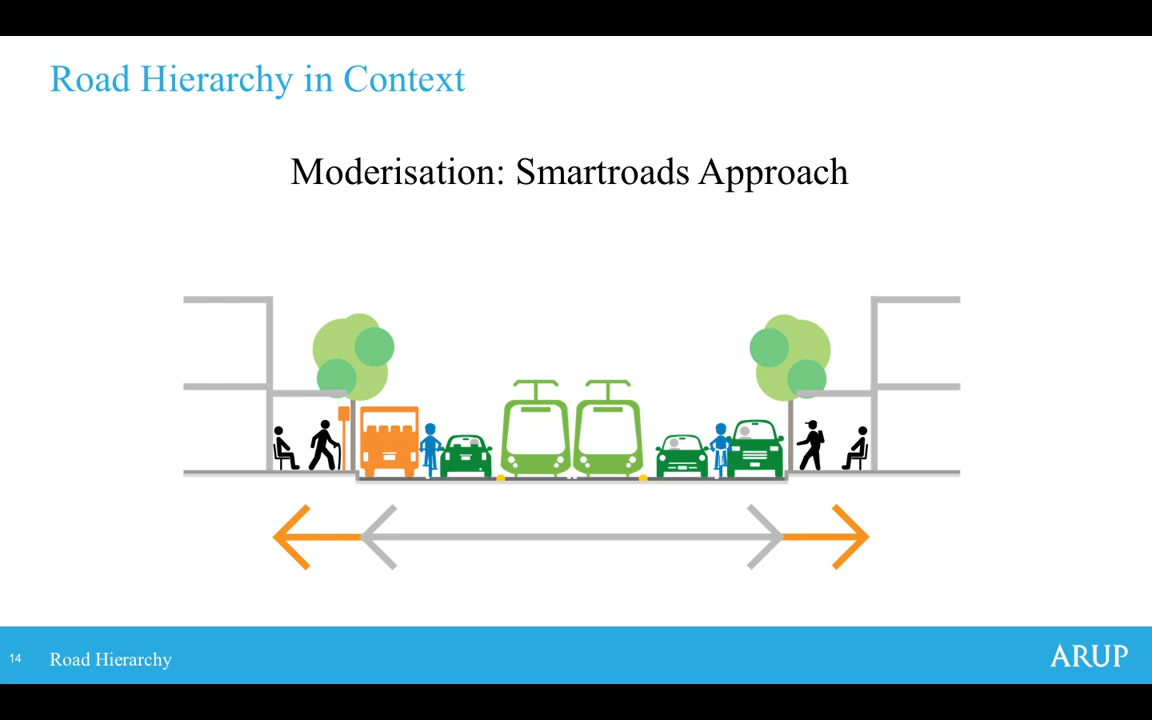 Road Hierarchy in Context
Moderisation: Smartroads Approach
14
Road Hierarchy
ARUP